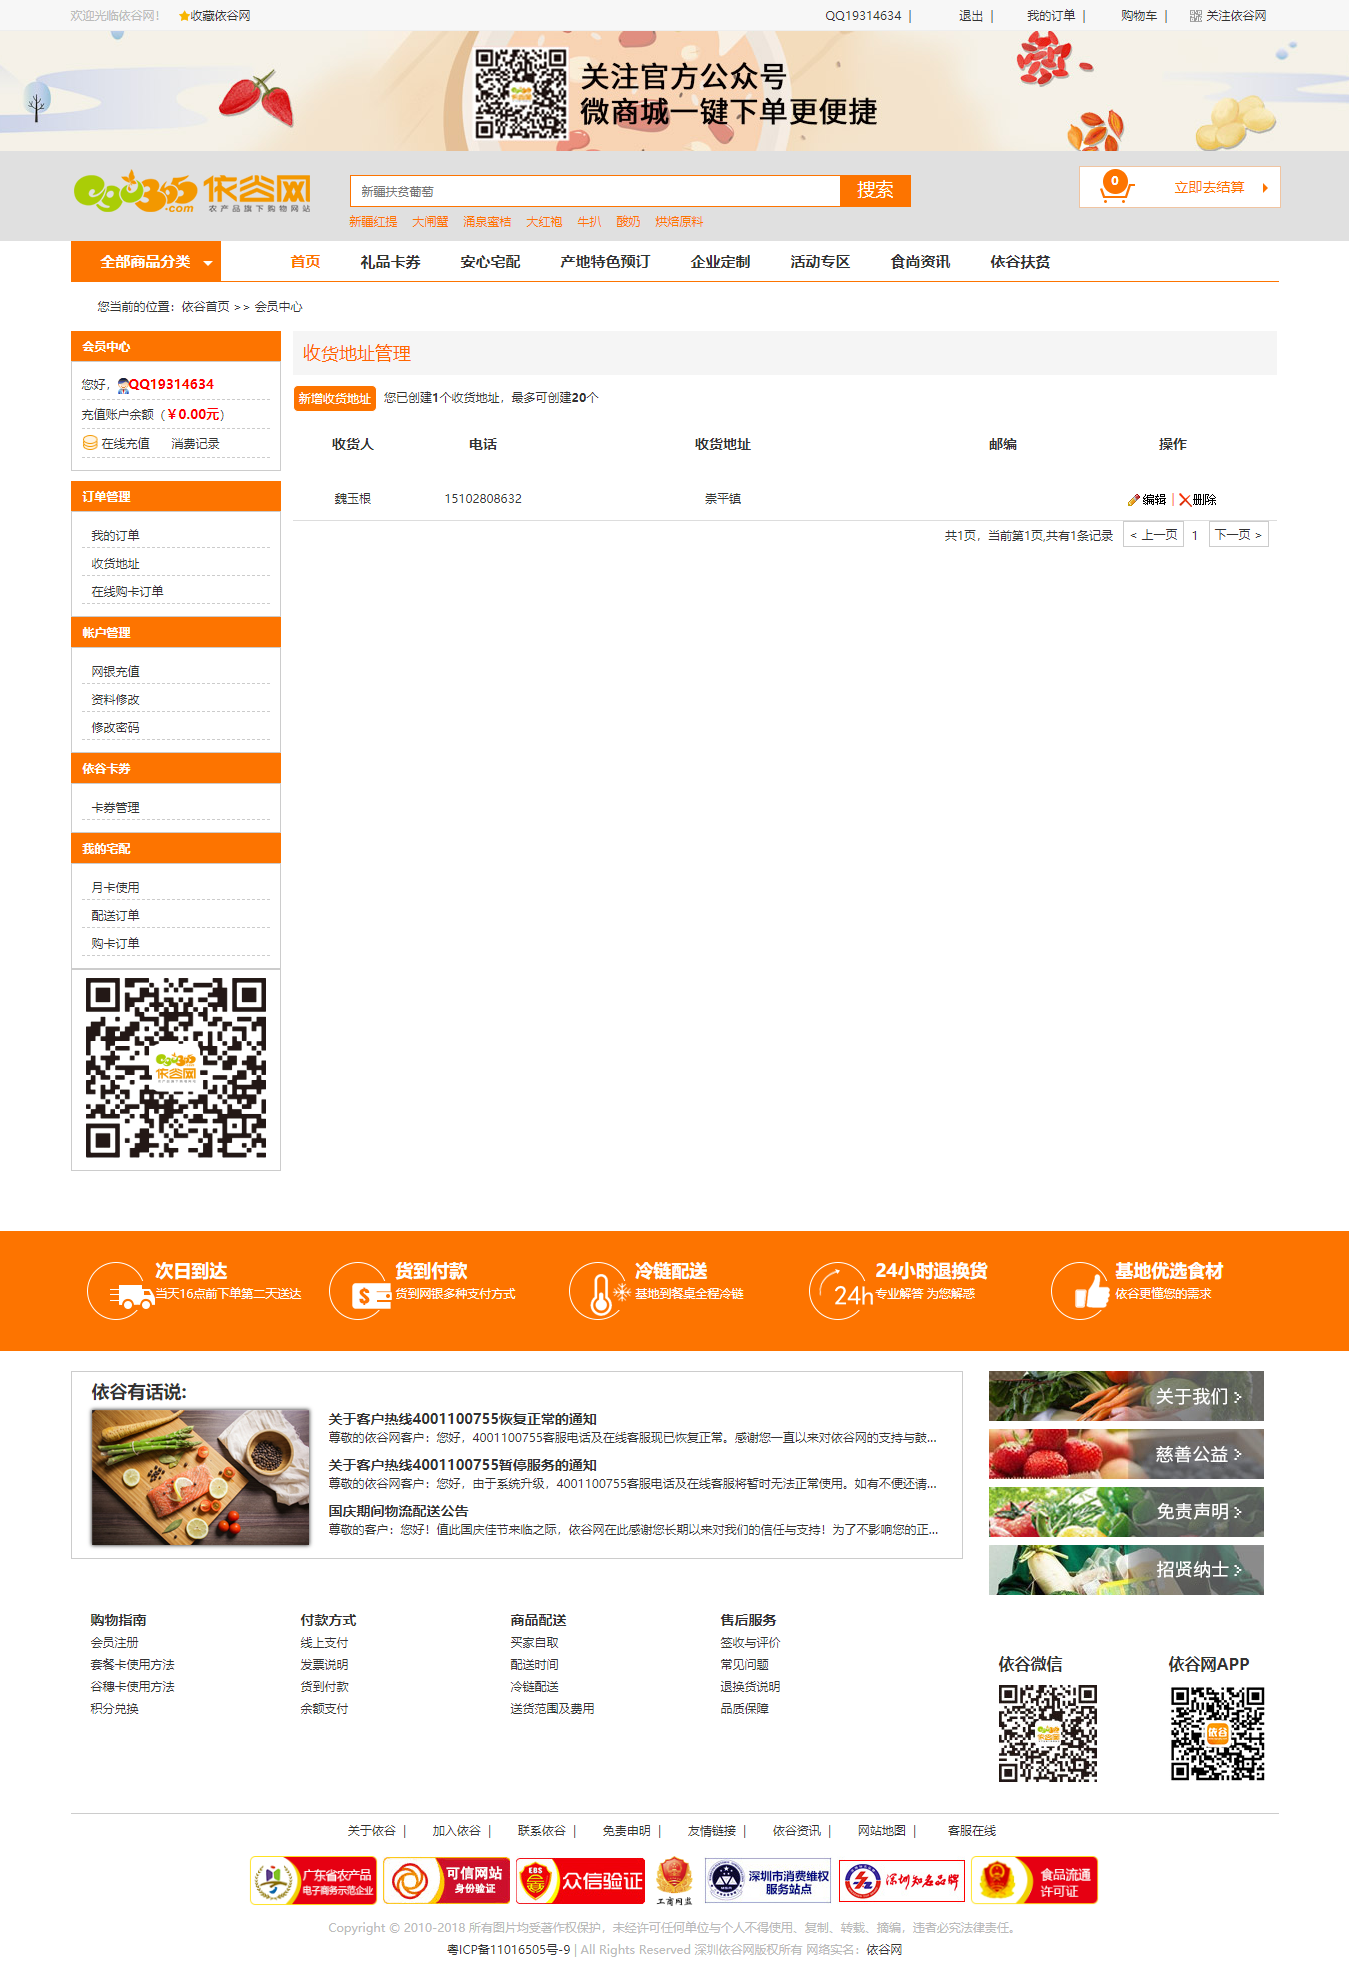 欢迎光临依谷网！ 收藏依谷网 QQ19314634 | 退出 | 我的订单 | 购物车 | 关注依谷网
关注官方公众号
微商城一键下单更便捷
egu365.com 依谷网
农产品旗下购物网站
新疆扶贫葡萄 搜索
0 立即去结算
新疆红提 大闸蟹 涌泉蜜桔 大红袍 牛扒 酸奶 烘焙原料
全部商品分类 首页 礼品卡券 安心宅配 产地特色预订 企业定制 活动专区 食尚资讯 依谷扶贫
您当前的位置：依谷首页 >> 会员中心
会员中心
您好，QQ19314634
充值账户余额（￥0.00元）
在线充值 消费记录
订单管理
我的订单
收货地址
在线购卡订单
帐户管理
网银充值
资料修改
修改密码
依谷卡券
卡券管理
我的宅配
月卡使用
配送订单
购卡订单
egu365
依谷网
收货地址管理
新增收货地址 您已创建1个收货地址，最多可创建20个
收货人 电话 收货地址 邮编 操作
魏玉根 15102808632 崇平镇 编辑 | 删除
共1页，当前第1页,共有1条记录 < 上一页 1 下一页 >
次日到达
当天16点前下单第二天送达
货到付款
货到网银多种支付方式
冷链配送
基地到餐桌全程冷链
24h
24小时退换货
专业解答 为您解惑
基地优选食材
依谷更懂您的需求
依谷有话说:
关于客户热线4001100755恢复正常的通知
尊敬的依谷网客户：您好，4001100755客服电话及在线客服现已恢复正常。感谢您一直以来对依谷网的支持与鼓...
关于客户热线4001100755暂停服务的通知
尊敬的依谷网客户：您好，由于系统升级，4001100755客服电话及在线客服将暂时无法正常使用。如有不便还请...
国庆期间物流配送公告
尊敬的客户：您好！值此国庆佳节来临之际，依谷网在此感谢您长期以来对我们的信任与支持！为了不影响您的正...
关于我们 >
慈善公益 >
免责声明 >
招贤纳士 >
购物指南
会员注册
套餐卡使用方法
谷穗卡使用方法
积分兑换
付款方式
线上支付
发票说明
货到付款
余额支付
商品配送
买家自取
配送时间
冷链配送
送货范围及费用
售后服务
签收与评价
常见问题
退换货说明
品质保障
依谷微信 依谷网APP
依谷
关于依谷 | 加入依谷 | 联系依谷 | 免责申明 | 友情链接 | 依谷资讯 | 网站地图 | 客服在线
广东省农产品
电子商务示范企业
可信网站
身份验证
EBS 众信验证
工商网监
深圳市消费维权
服务站点
深圳知名品牌
食品流通
许可证
Copyright © 2010-2018 所有图片均受著作权保护，未经许可任何单位与个人不得使用、复制、转载、摘编，违者必究法律责任。
粤ICP备11016505号-9 | All Rights Reserved 深圳依谷网版权所有 网络实名：依谷网